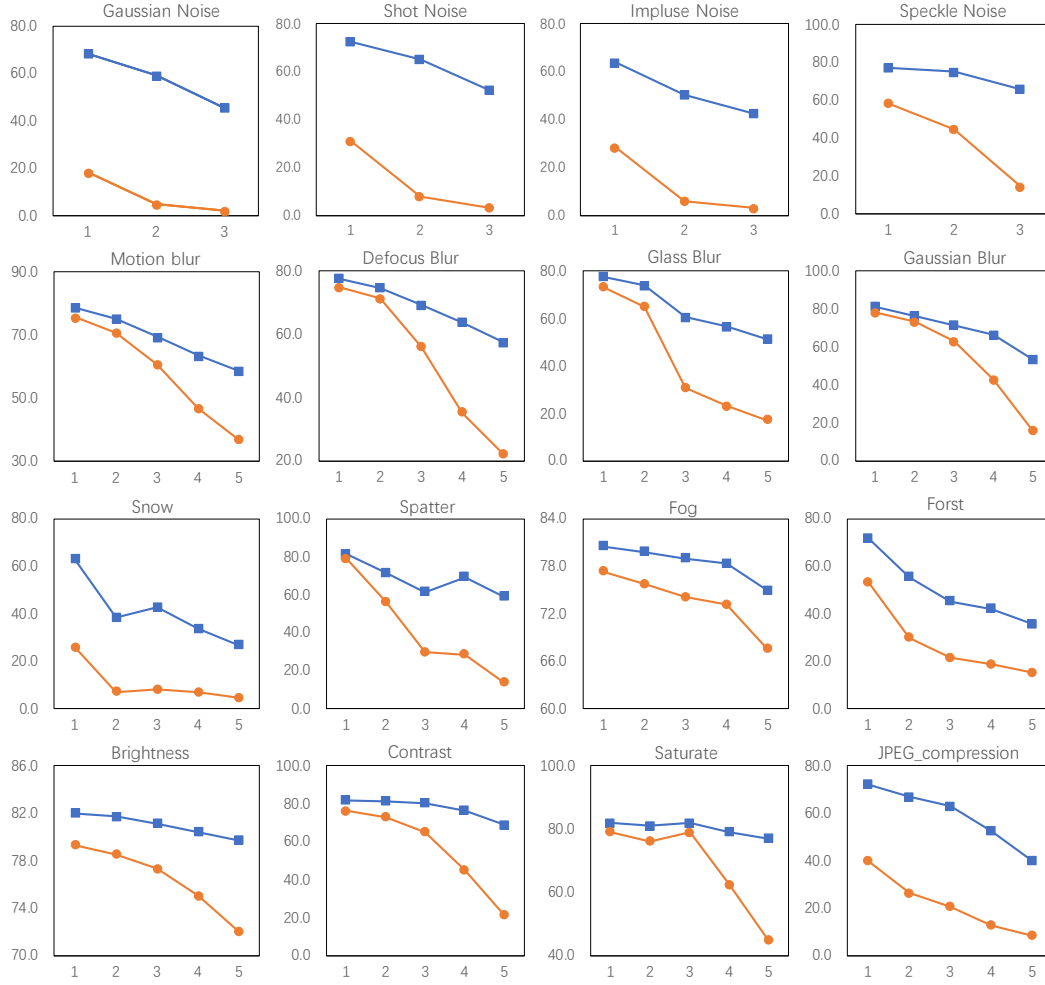 Gaussian Noise
80.0
60.0
40.0
20.0
0.0
1 2 3
Shot Noise
80.0
60.0
40.0
20.0
0.0
1 2 3
Impluse Noise
80.0
60.0
40.0
20.0
0.0
1 2 3
Speckle Noise
100.0
80.0
60.0
40.0
20.0
0.0
1 2 3
Motion blur
90.0
70.0
50.0
30.0
1 2 3 4 5
Defocus Blur
80.0
60.0
40.0
20.0
1 2 3 4 5
Glass Blur
80.0
60.0
40.0
20.0
0.0
1 2 3 4 5
Gaussian Blur
100.0
80.0
60.0
40.0
20.0
0.0
1 2 3 4 5
Snow
80.0
60.0
40.0
20.0
0.0
1 2 3 4 5
Spatter
100.0
80.0
60.0
40.0
20.0
0.0
1 2 3 4 5
Fog
84.0
78.0
72.0
66.0
60.0
1 2 3 4 5
Forst
80.0
60.0
40.0
20.0
0.0
1 2 3 4 5
Brightness
86.0
82.0
78.0
74.0
70.0
1 2 3 4 5
Contrast
100.0
80.0
60.0
40.0
20.0
0.0
1 2 3 4 5
Saturate
100.0
80.0
60.0
40.0
1 2 3 4 5
JPEG_compression
80.0
60.0
40.0
20.0
0.0
1 2 3 4 5